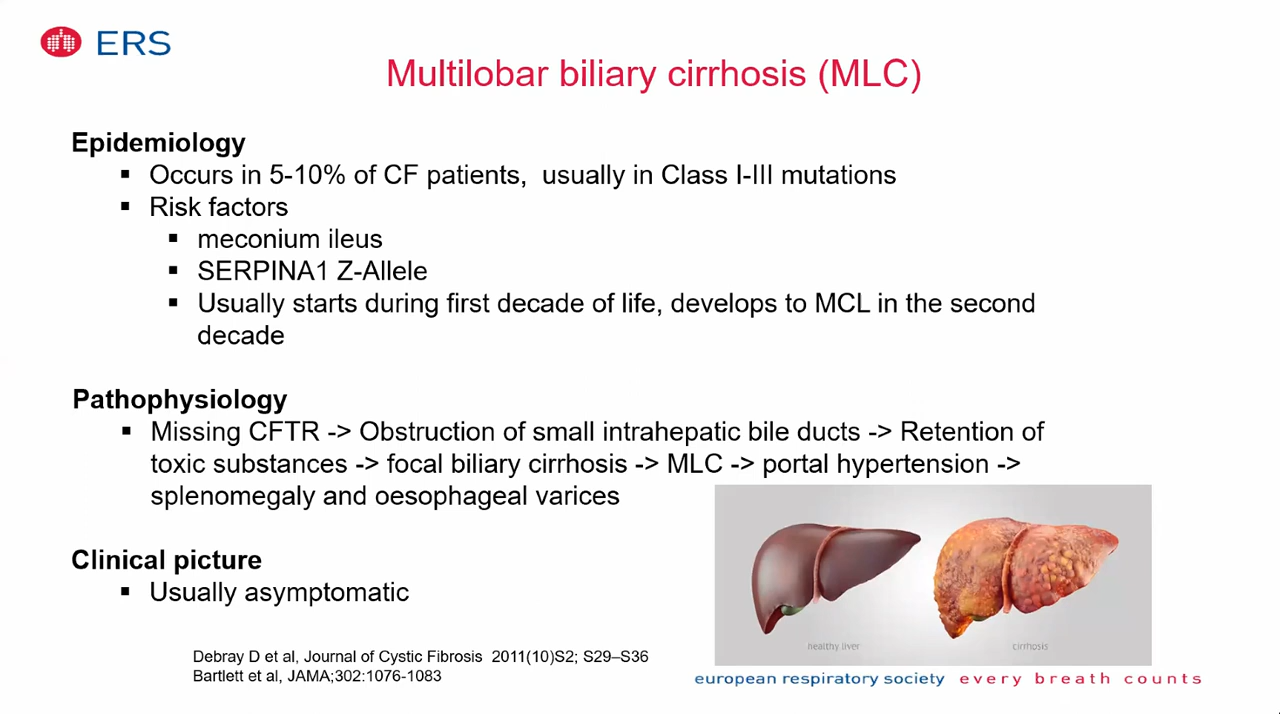 ERS
Multilobar biliary cirrhosis (MLC)
Epidemiology
▪ Occurs in 5-10% of CF patients, usually in Class I-III mutations
▪ Risk factors
▪ meconium ileus
▪ SERPINA1 Z-Allele
▪ Usually starts during first decade of life, develops to MCL in the second
decade
Pathophysiology
▪ Missing CFTR -> Obstruction of small intrahepatic bile ducts -> Retention of
toxic substances -> focal biliary cirrhosis -> MLC -> portal hypertension ->
splenomegaly and oesophageal varices
Clinical picture
▪ Usually asymptomatic
healthy liver
cirrhosis
Debray D et al, Journal of Cystic Fibrosis 2011(10)S2; S29–S36
Bartlett et al, JAMA;302:1076-1083
european respiratory society every breath counts